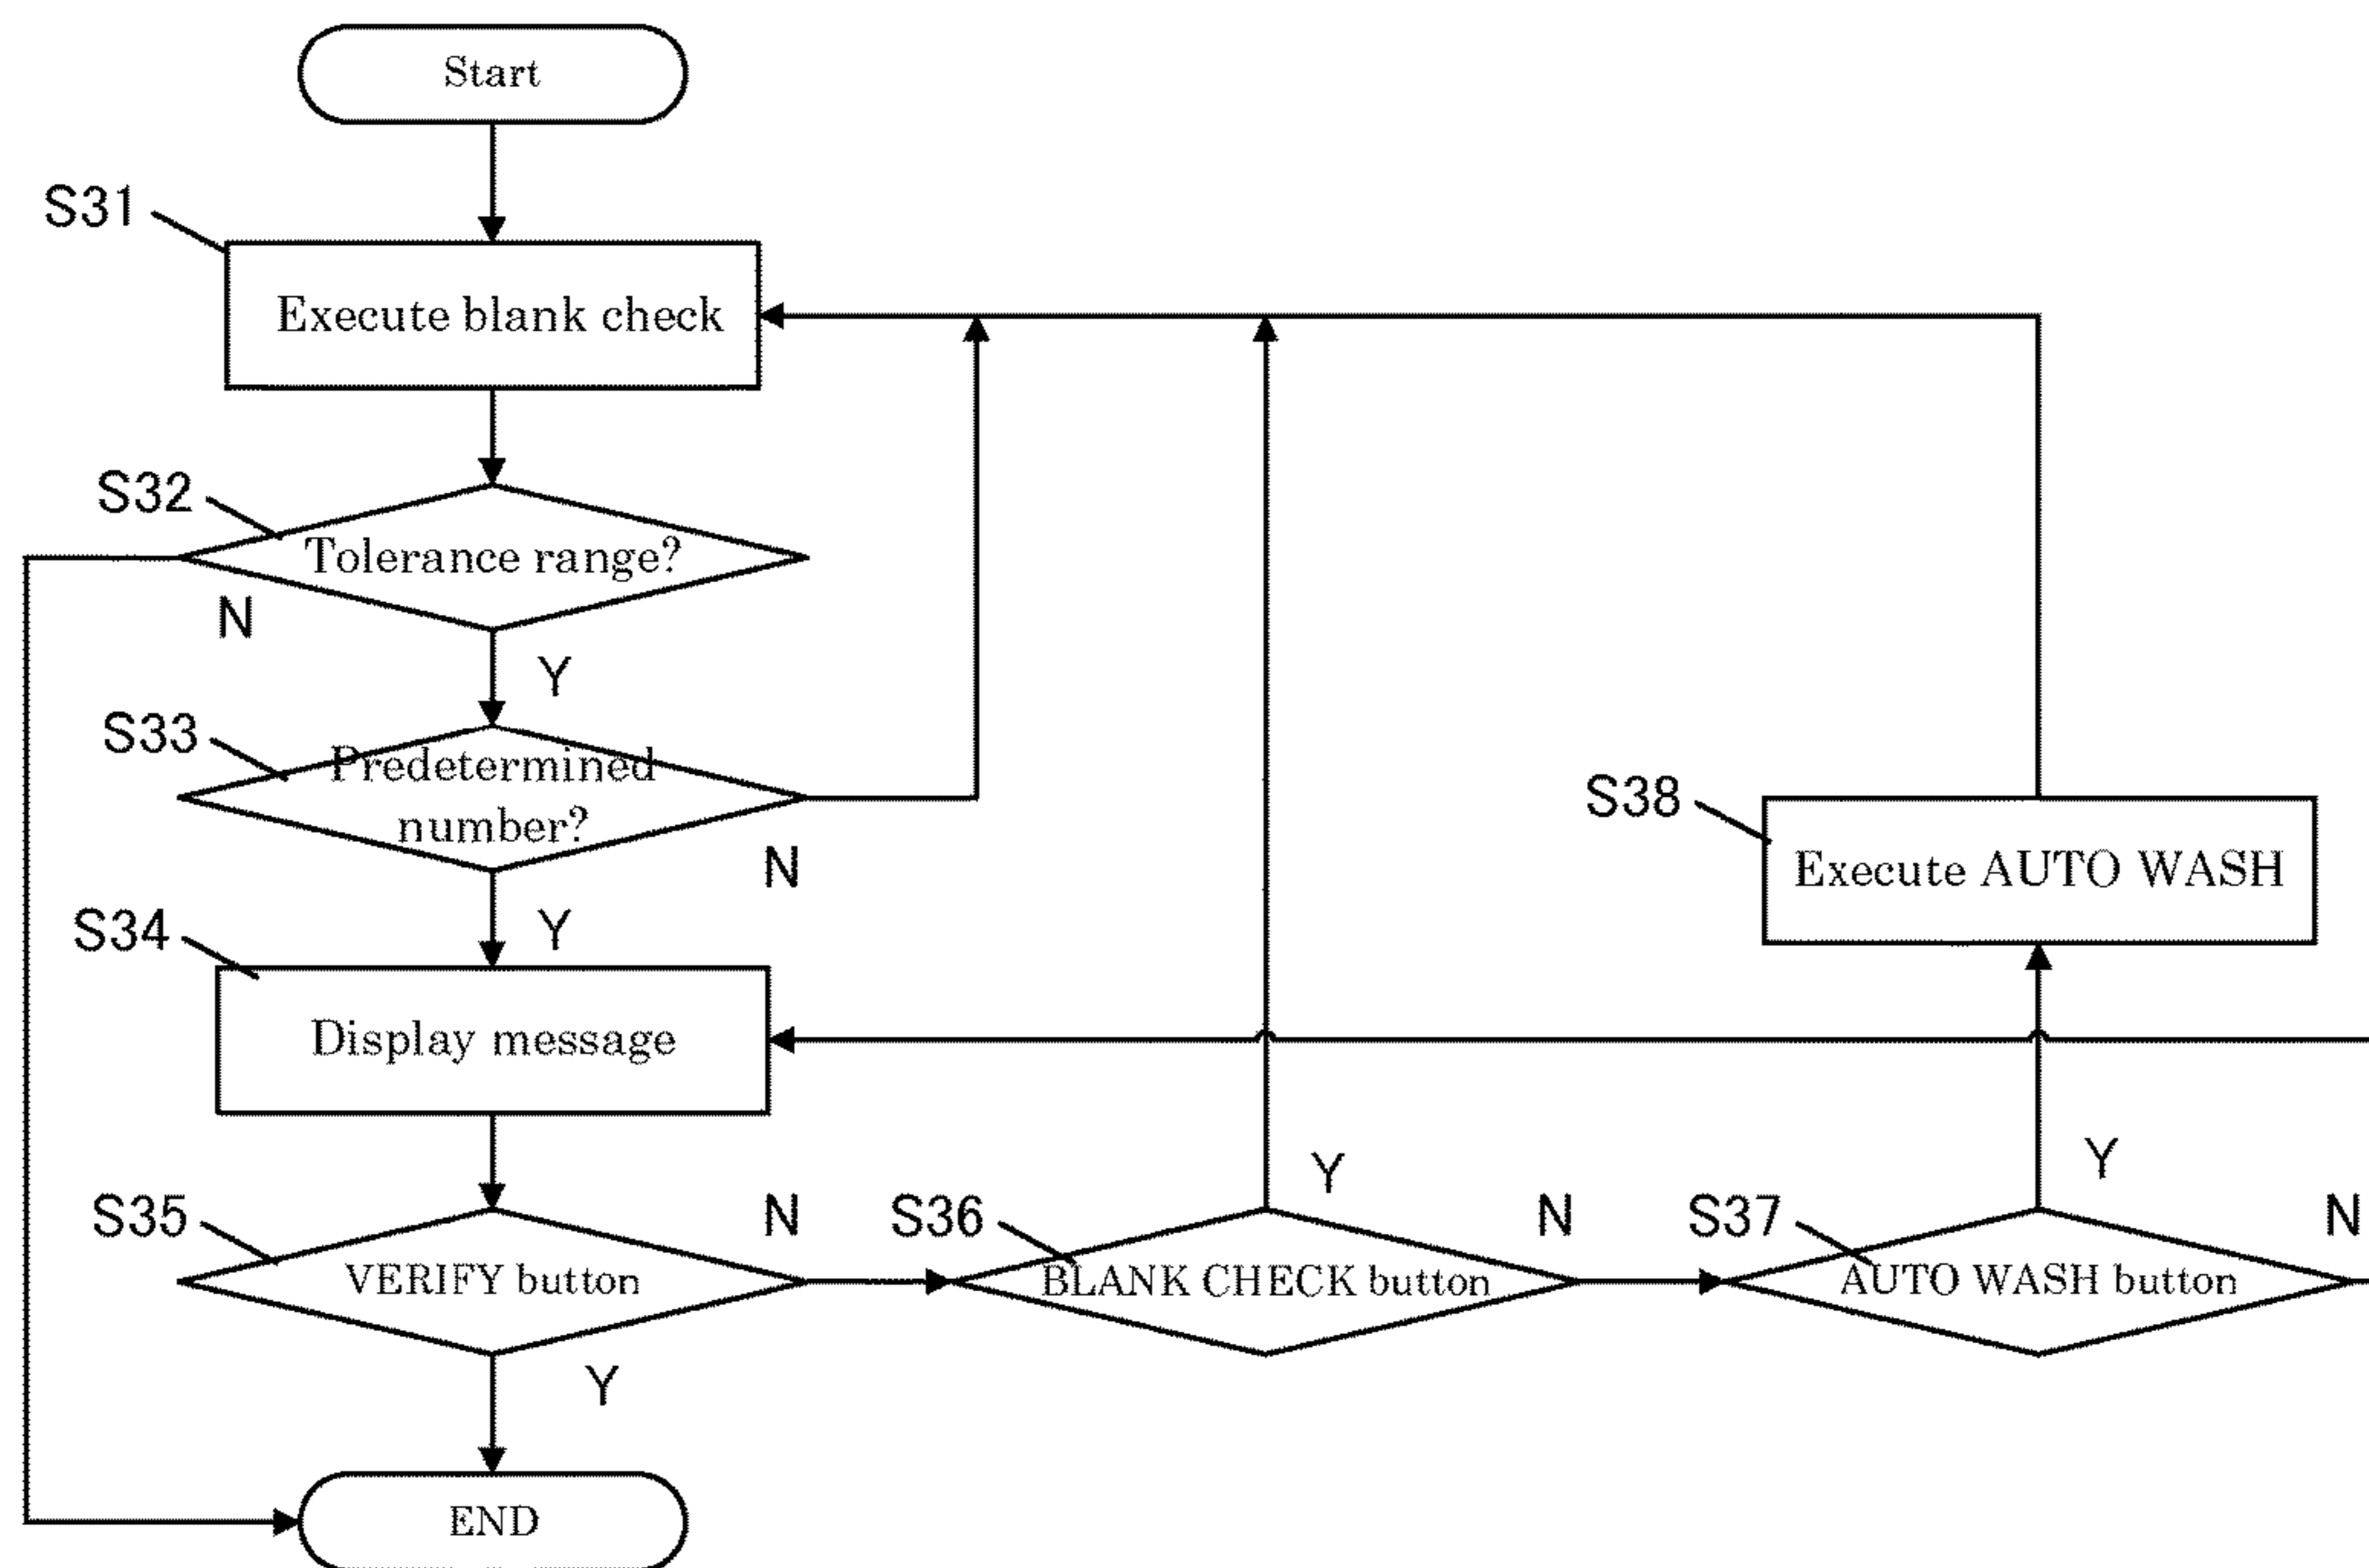 Start
S31
Execute blank check
S32
Tolerance range?
N
Y
S33
Predetermined
number?
N
Y
S38
Execute AUTO WASH
S34
Display message
Y
Y
S35
VERIFY button
N
S36
BLANK CHECK button
N
S37
AUTO WASH button
N
Y
END